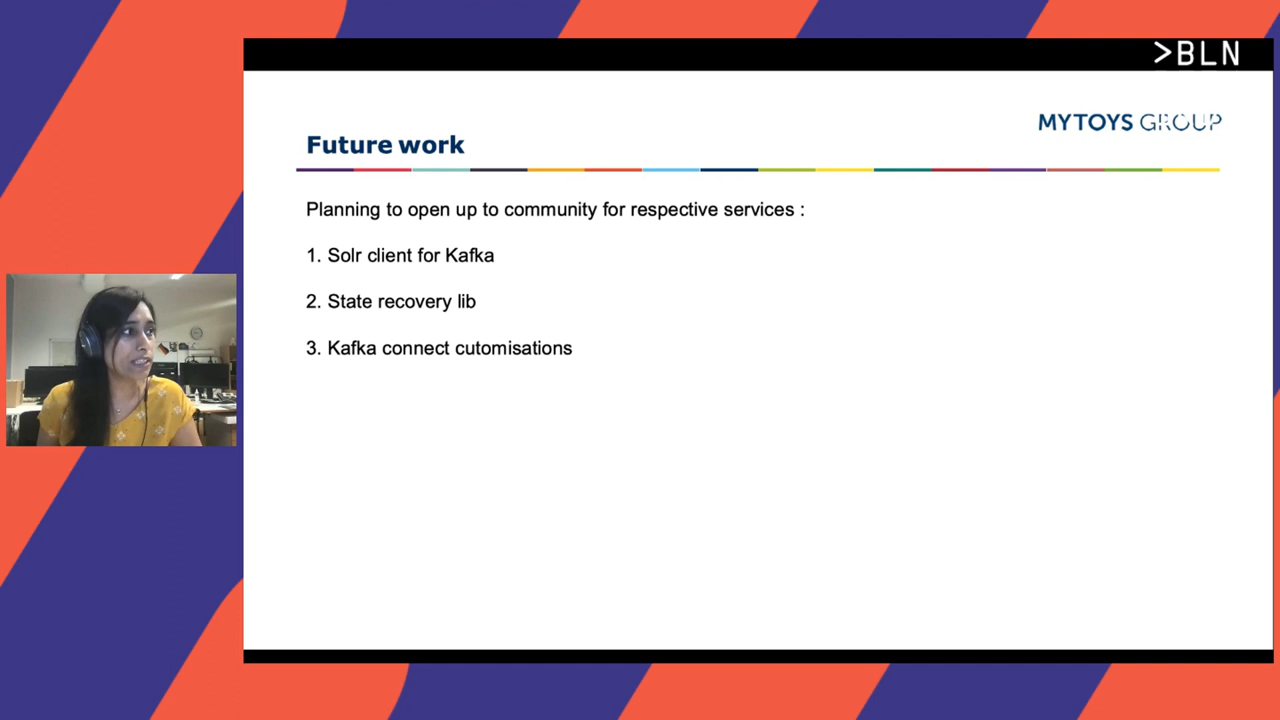 >BLN
MYTOYS GROUP
Future work
Planning to open up to community for respective services :
1. Solr client for Kafka
2. State recovery lib
3. Kafka connect cutomisations